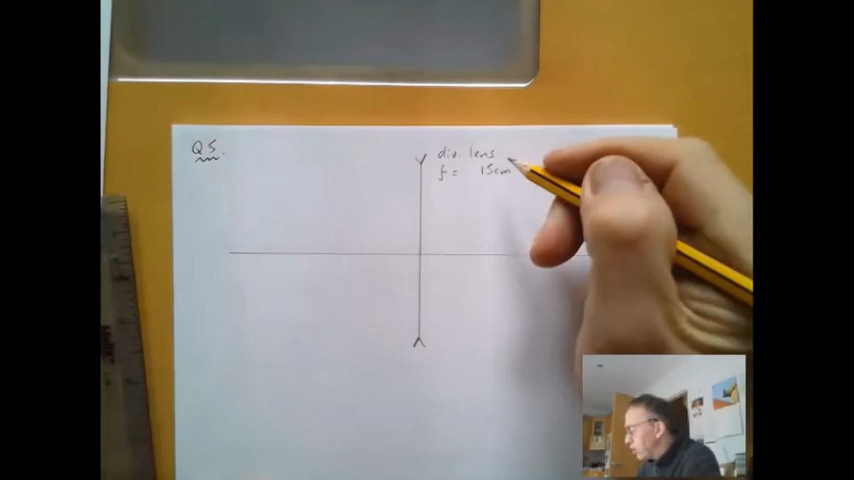 Q5.
div. lens
f = 15cm